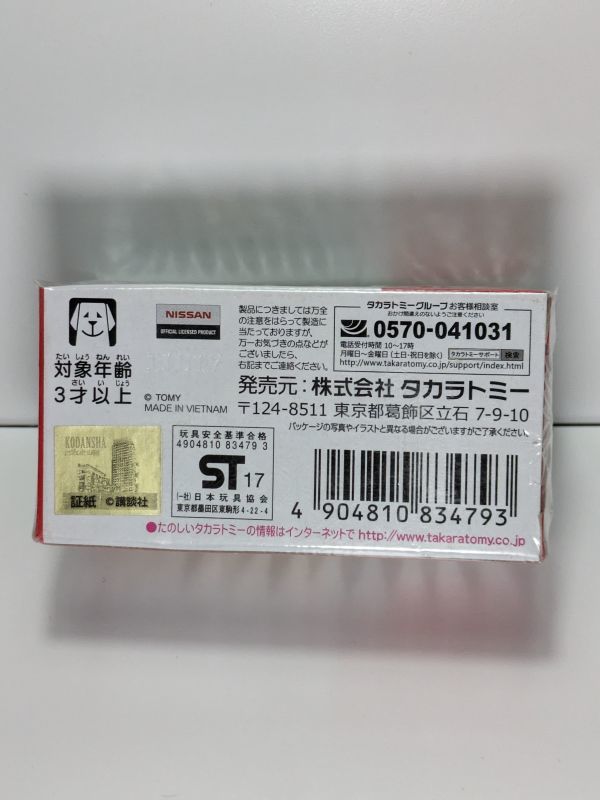 たいしょうねんれい
対象年齢
さい いじょう
3才以上
NISSAN
OFFICIAL LICENSED PRODUCT
© TOMY
MADE IN VIETNAM
製品につきましては万全
の注意をはらって製造に
当たっておりますが、
万一お気づきの点などが
ございましたら、
右記までご連絡ください。
タカラトミーグループお客様相談室
おかけ間違えのないようご注意ください
0570-041031
電話受付時間 10〜17時
月曜日〜金曜日 (土・日・祝日を除く)
タカラトミーサポート 検索
http://www.takaratomy.co.jp/support/index.html
発売元:株式会社 タカラトミー
〒124-8511 東京都葛飾区立石 7-9-10
パッケージの写真やイラストと異なる場合がございますがご了承ください。
KODANSHA
証紙 ©講談社
玩具安全基準合格
4904810 83479 3
ST 17
(一社)日本玩具協会
東京都墨田区東駒形4-22-4
4 904810 834793
●たのしいタカラトミーの情報はインターネットで http://www.takaratomy.co.jp